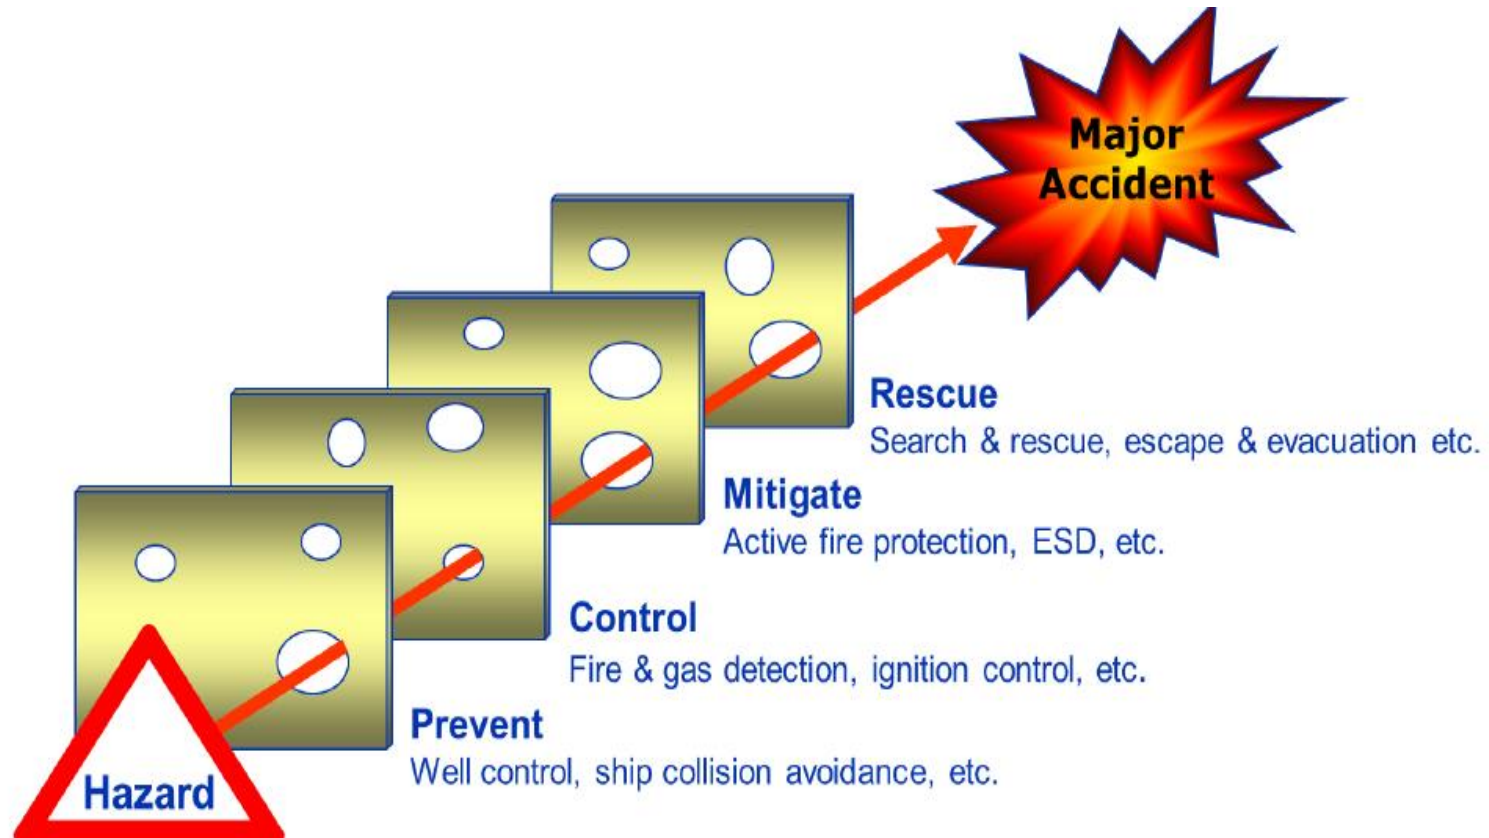 Major
Accident
Rescue
Search & rescue, escape & evacuation etc.
Mitigate
Active fire protection, ESD, etc.
Control
Fire & gas detection, ignition control, etc.
Prevent
Well control, ship collision avoidance, etc.
Hazard